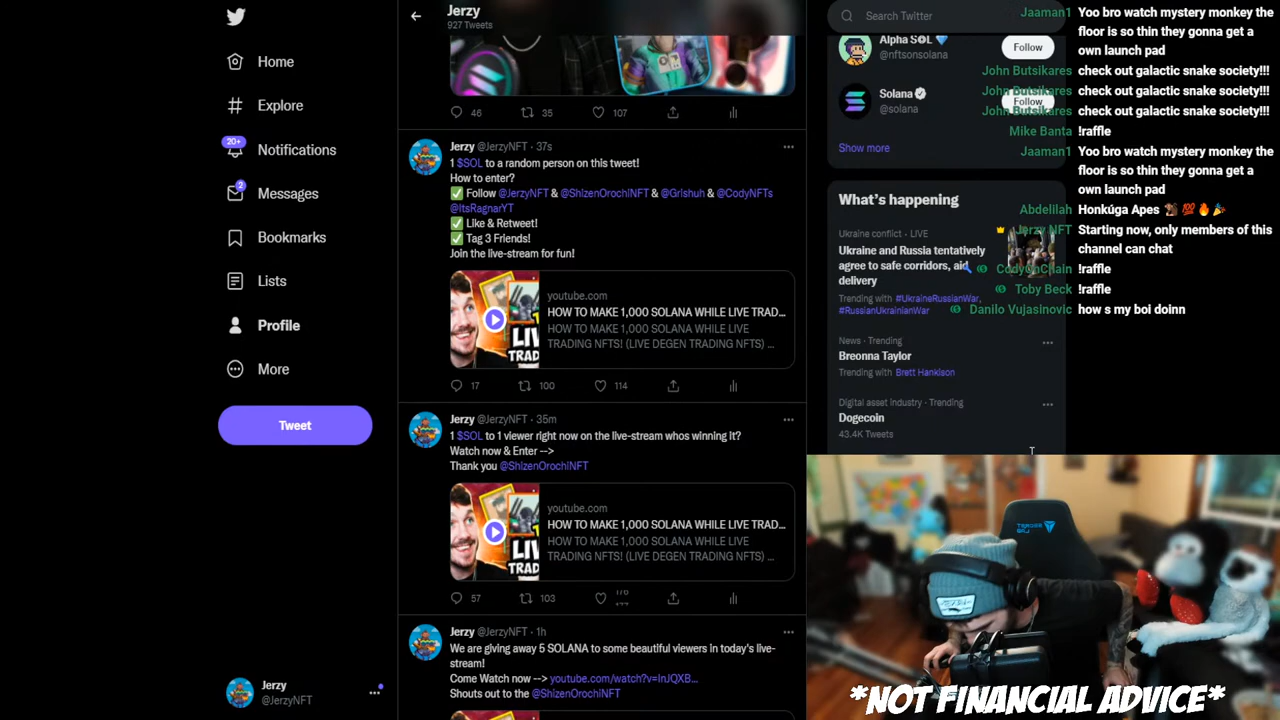 Home
Explore
20+
Notifications
2
Messages
Bookmarks
Lists
Profile
More
Tweet
Jerzy
@JerzyNFT
Jerzy
927 Tweets
46 35 107
Jerzy @JerzyNFT · 37s
1 $SOL to a random person on this tweet!
How to enter?
✅ Follow @JerzyNFT & @ShizenOrochiNFT & @Grishuh & @CodyNFTs
@ItsRagnarYT
✅ Like & Retweet!
✅ Tag 3 Friends!
Join the live-stream for fun!
LIVE
TRAD
youtube.com
HOW TO MAKE 1,000 SOLANA WHILE LIVE TRAD...
HOW TO MAKE 1,000 SOLANA WHILE LIVE
TRADING NFTS! (LIVE DEGEN TRADING NFTS) ...
17 100 114
Jerzy @JerzyNFT · 35m
1 $SOL to 1 viewer right now on the live-stream whos winning it?
Watch now & Enter -->
Thank you @ShizenOrochiNFT
youtube.com
HOW TO MAKE 1,000 SOLANA WHILE LIVE TRAD...
HOW TO MAKE 1,000 SOLANA WHILE LIVE
TRADING NFTS! (LIVE DEGEN TRADING NFTS) ...
57 103
Jerzy @JerzyNFT · 1h
We are giving away 5 SOLANA to some beautiful viewers in today's live-
stream!
Come Watch now --> youtube.com/watch?v=InJQXB...
Shouts out to the @ShizenOrochiNFT
Search Twitter
Alpha S◎L 💎
@nftsonsolana
Follow
Solana
@solana
Follow
Show more
What's happening
Ukraine conflict · LIVE
Ukraine and Russia tentatively
agree to safe corridors, aid
delivery
Trending with #UkraineRussianWar,
#RussianUkrainianWar
News · Trending
Breonna Taylor
Trending with Brett Hankison
Digital asset industry · Trending
Dogecoin
43.4K Tweets
Jaaman1 Yoo bro watch mystery monkey the
floor is so thin they gonna get a
own launch pad
John Butsikares check out galactic snake society!!!
John Butsikares check out galactic snake society!!!
John Butsikares check out galactic snake society!!!
Mike Banta !raffle
Jaaman1 Yoo bro watch mystery monkey the
floor is so thin they gonna get a
own launch pad
Abdelilah Honkúga Apes 💯🔥🎉
Jerzy NFT Starting now, only members of this
channel can chat
CodyOnChain !raffle
Toby Beck !raffle
Danilo Vujasinovic how s my boi doinn
*NOT FINANCIAL ADVICE*